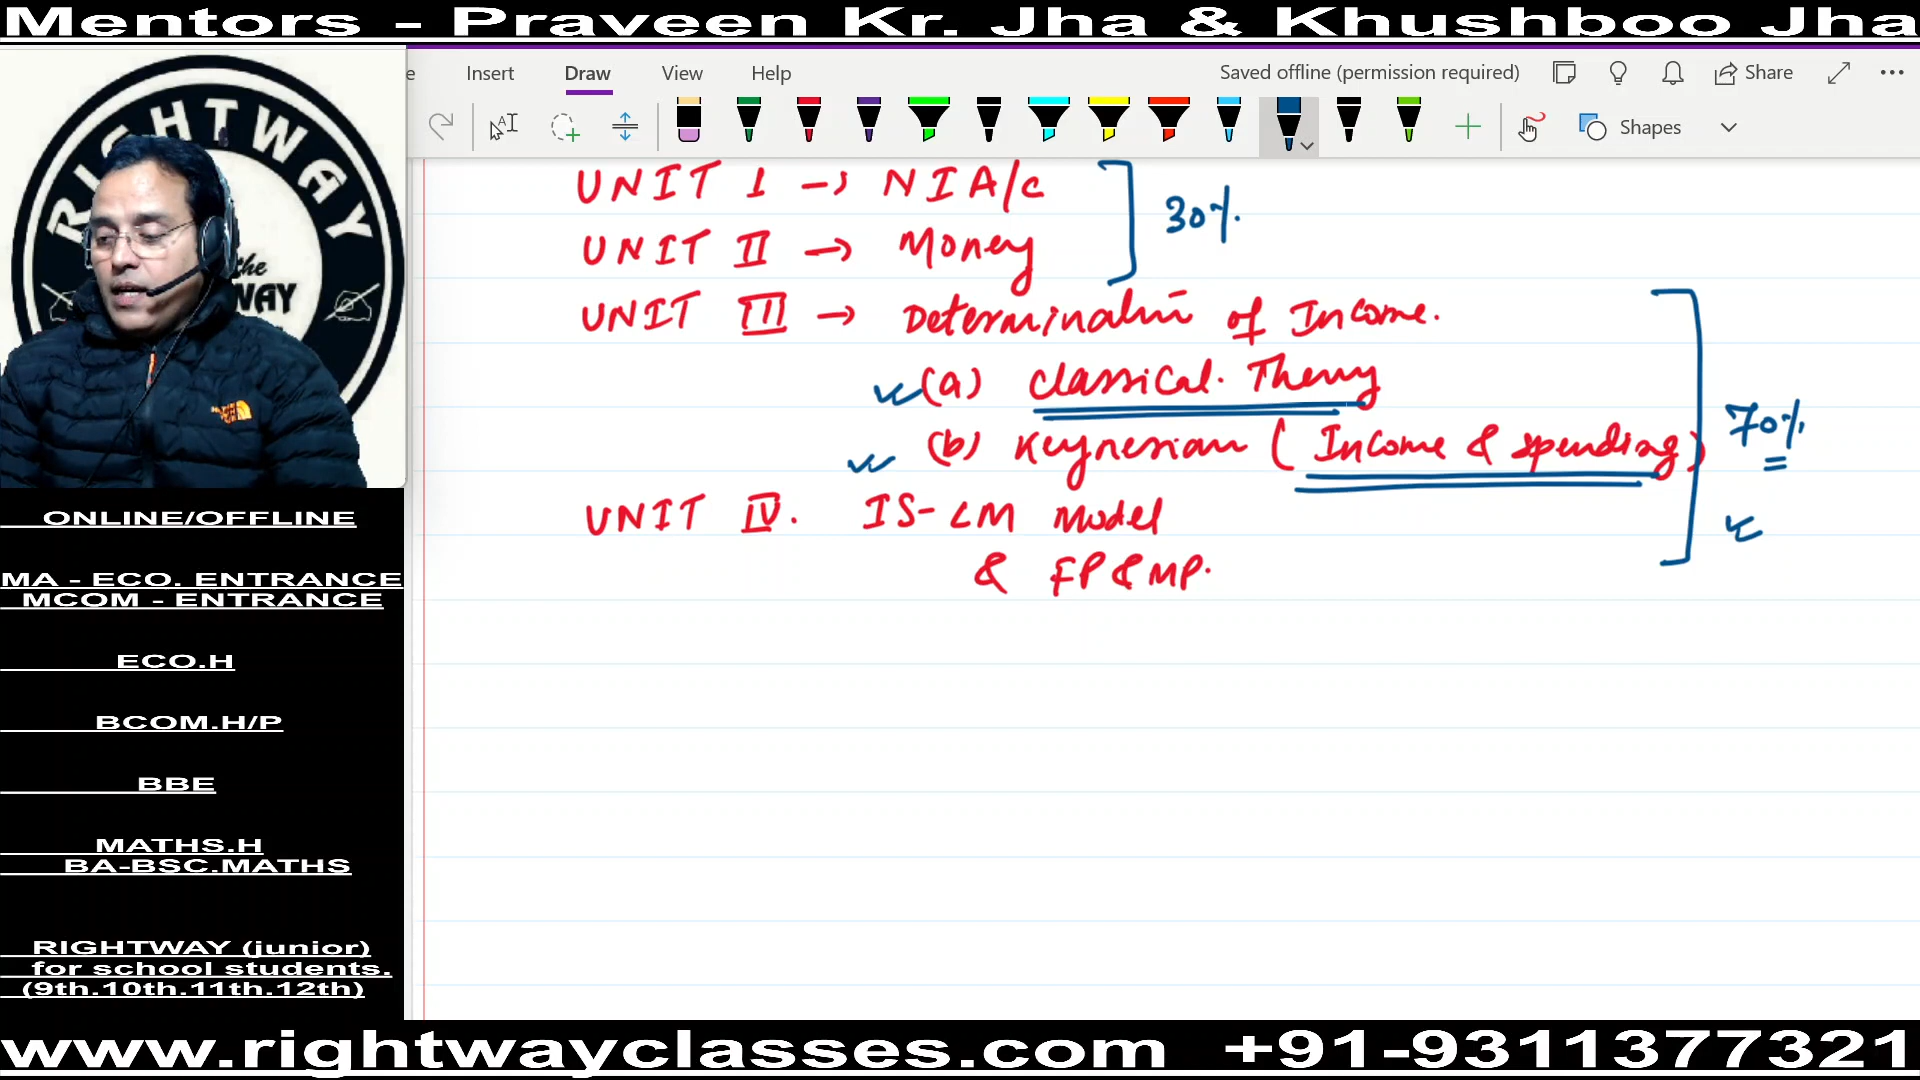 Mentors - Praveen Kr. Jha & Khushboo Jha
Insert Draw View Help
Saved offline (permission required)
Share
Shapes
RIGHTWAY
the
WAY
UNIT I → NIA/c
UNIT II → Money
30%
UNIT III → Determination of Income.
(a) Classical. Theory
(b) Keynesian (Income & spending)
70%
UNIT IV. IS-LM Model
& FP & MP.
ONLINE/OFFLINE
MA - ECO. ENTRANCE
MCOM - ENTRANCE
ECO.H
BCOM.H/P
BBE
MATHS.H
BA-BSC.MATHS
RIGHTWAY (junior)
for school students.
(9th.10th.11th.12th)
www.rightwayclasses.com +91-9311377321